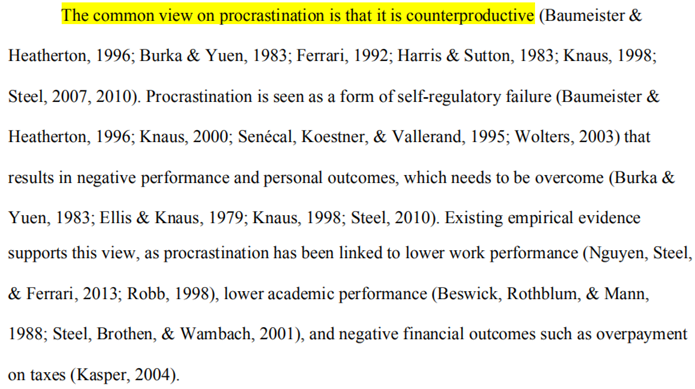 The common view on procrastination is that it is counterproductive (Baumeister &
Heatherton, 1996; Burka & Yuen, 1983; Ferrari, 1992; Harris & Sutton, 1983; Knaus, 1998;
Steel, 2007, 2010). Procrastination is seen as a form of self-regulatory failure (Baumeister &
Heatherton, 1996; Knaus, 2000; Senécal, Koestner, & Vallerand, 1995; Wolters, 2003) that
results in negative performance and personal outcomes, which needs to be overcome (Burka &
Yuen, 1983; Ellis & Knaus, 1979; Knaus, 1998; Steel, 2010). Existing empirical evidence
supports this view, as procrastination has been linked to lower work performance (Nguyen, Steel,
& Ferrari, 2013; Robb, 1998), lower academic performance (Beswick, Rothblum, & Mann,
1988; Steel, Brothen, & Wambach, 2001), and negative financial outcomes such as overpayment
on taxes (Kasper, 2004).